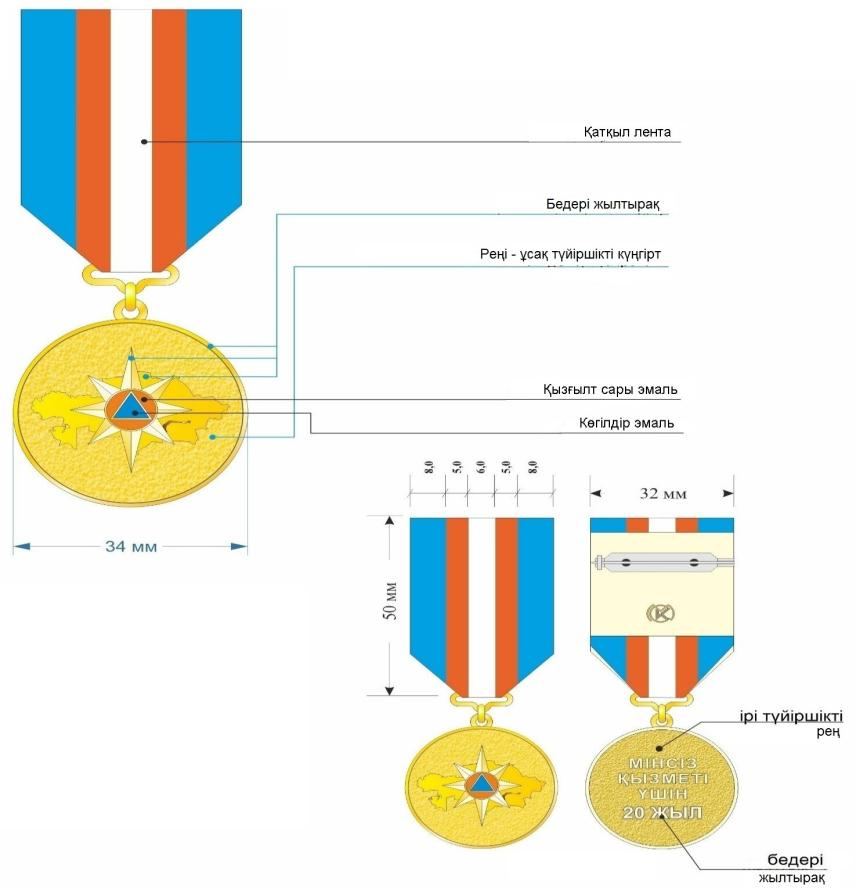 Қатқыл лента
Бедері жылтырақ
Реңі - ұсақ түйіршікті күңгірт
Қызғылт сары эмаль
Көгілдір эмаль
34 мм
8,0 5,0 6,0 5,0 8,0
32 мм
50 мм
ірі түйіршікті
рең
МІНСІЗ
ҚЫЗМЕТІ
ҮШІН
20 ЖЫЛ
бедері
жылтырақ